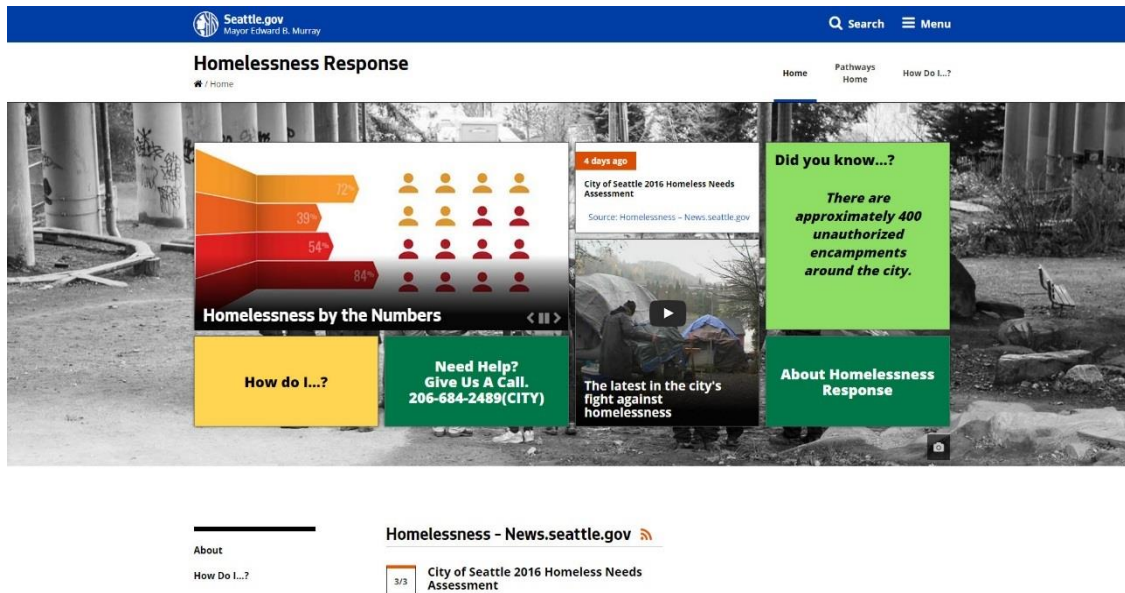 Seattle.gov
Mayor Edward B. Murray
Search
Menu
Homelessness Response
/ Home
Home
Pathways
Home
How Do I...?
72%
39%
54%
84%
Homelessness by the Numbers
4 days ago
City of Seattle 2016 Homeless Needs
Assessment
Source: Homelessness – News.seattle.gov
The latest in the city's
fight against
homelessness
Did you know...?
There are
approximately 400
unauthorized
encampments
around the city.
How do I...?
Need Help?
Give Us A Call.
206-684-2489(CITY)
About Homelessness
Response
About
How Do I...?
Homelessness - News.seattle.gov
3/3
City of Seattle 2016 Homeless Needs
Assessment